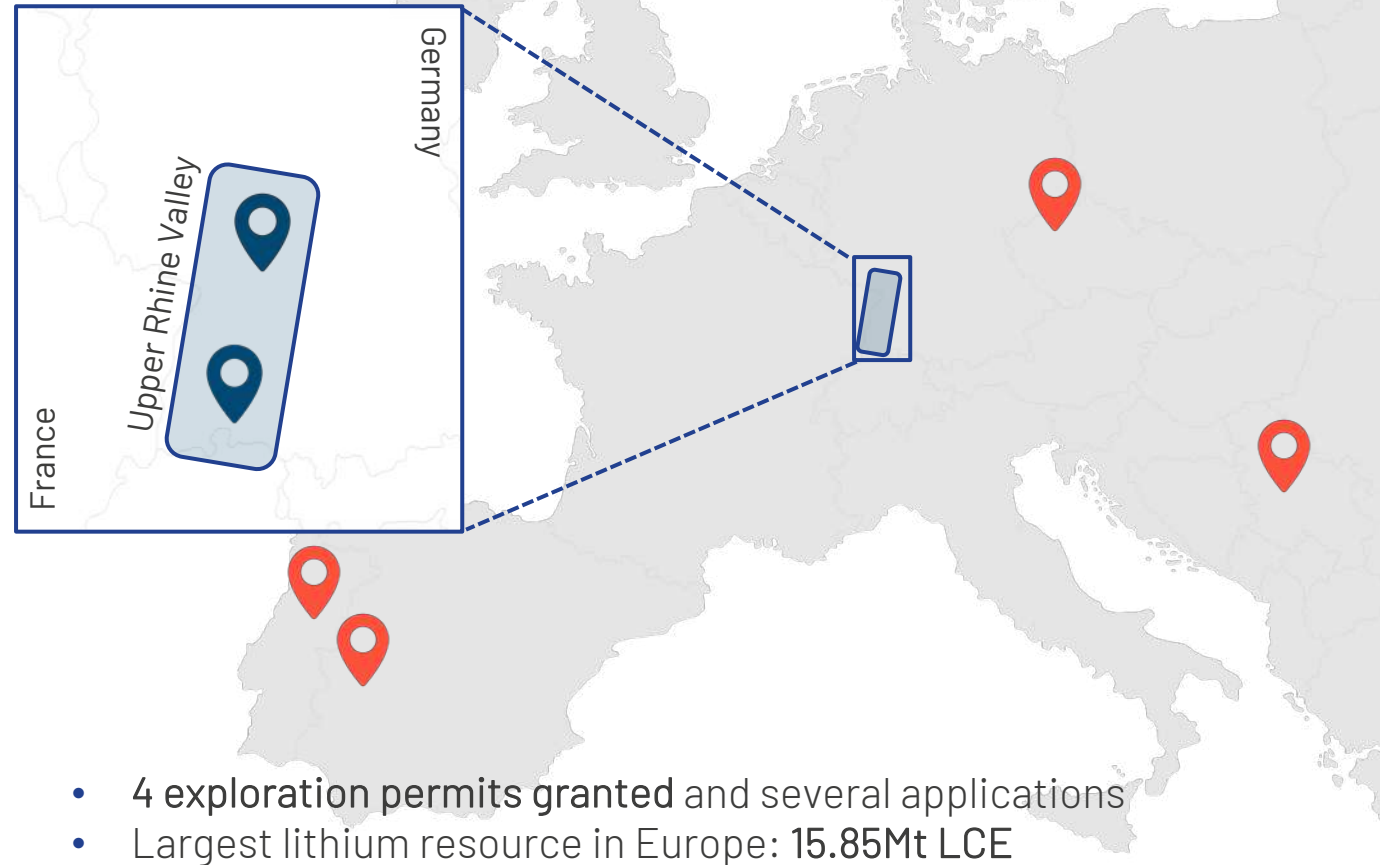 Germany
Upper Rhine Valley
France
• 4 exploration permits granted and several applications
• Largest lithium resource in Europe: 15.85Mt LCE